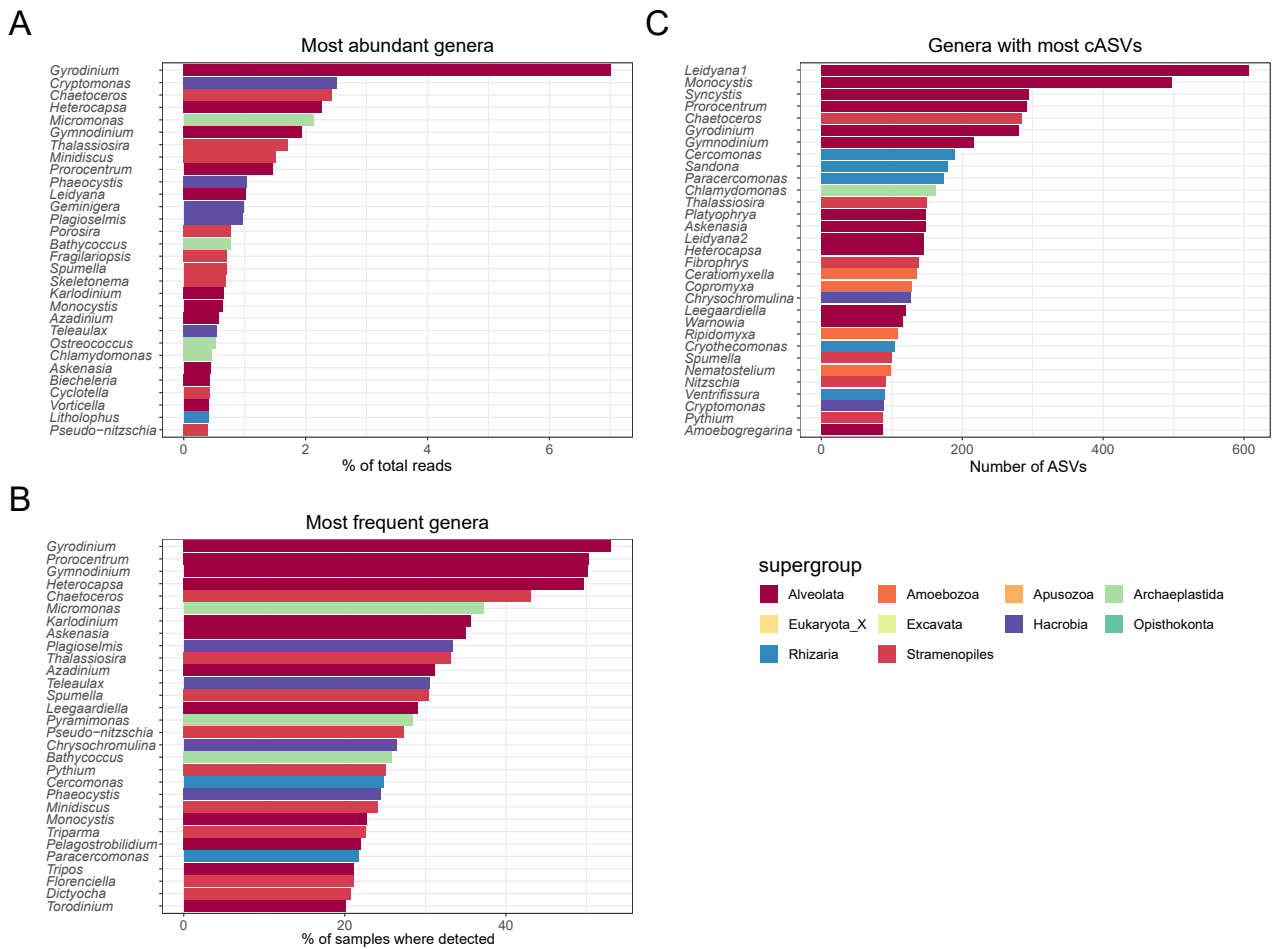 A
Most abundant genera
Gyrodinium
Cryptomonas
Chaetoceros
Heterocapsa
Micromonas
Gymnodinium
Thalassiosira
Minidiscus
Prorocentrum
Phaeocystis
Leidyana
Geminigera
Plagioselmis
Porosira
Bathycoccus
Fragilariopsis
Spumella
Skeletonema
Karlodinium
Monocystis
Azadinium
Teleaulax
Ostreococcus
Chlamydomonas
Askenasia
Biecheleria
Cyclotella
Vorticella
Litholophus
Pseudo−nitzschia
0 2 4 6
% of total reads
B
Most frequent genera
Gyrodinium
Prorocentrum
Gymnodinium
Heterocapsa
Chaetoceros
Micromonas
Karlodinium
Askenasia
Plagioselmis
Thalassiosira
Azadinium
Teleaulax
Spumella
Leegaardiella
Pyramimonas
Pseudo−nitzschia
Chrysochromulina
Bathycoccus
Pythium
Cercomonas
Phaeocystis
Minidiscus
Monocystis
Triparma
Pelagostrobilidium
Paracercomonas
Tripos
Florenciella
Dictyocha
Torodinium
0 20 40
% of samples where detected
C
Genera with most cASVs
Leidyana1
Monocystis
Syncystis
Prorocentrum
Chaetoceros
Gyrodinium
Gymnodinium
Cercomonas
Sandona
Paracercomonas
Chlamydomonas
Thalassiosira
Platyophrya
Askenasia
Leidyana2
Heterocapsa
Fibrophrys
Ceratiomyxella
Copromyxa
Chrysochromulina
Leegaardiella
Warnowia
Ripidomyxa
Cryothecomonas
Spumella
Nematostelium
Nitzschia
Ventrifissura
Cryptomonas
Pythium
Amoebogregarina
0 200 400 600
Number of ASVs
supergroup
Alveolata Amoebozoa Apusozoa Archaeplastida
Eukaryota_X Excavata Hacrobia Opisthokonta
Rhizaria Stramenopiles